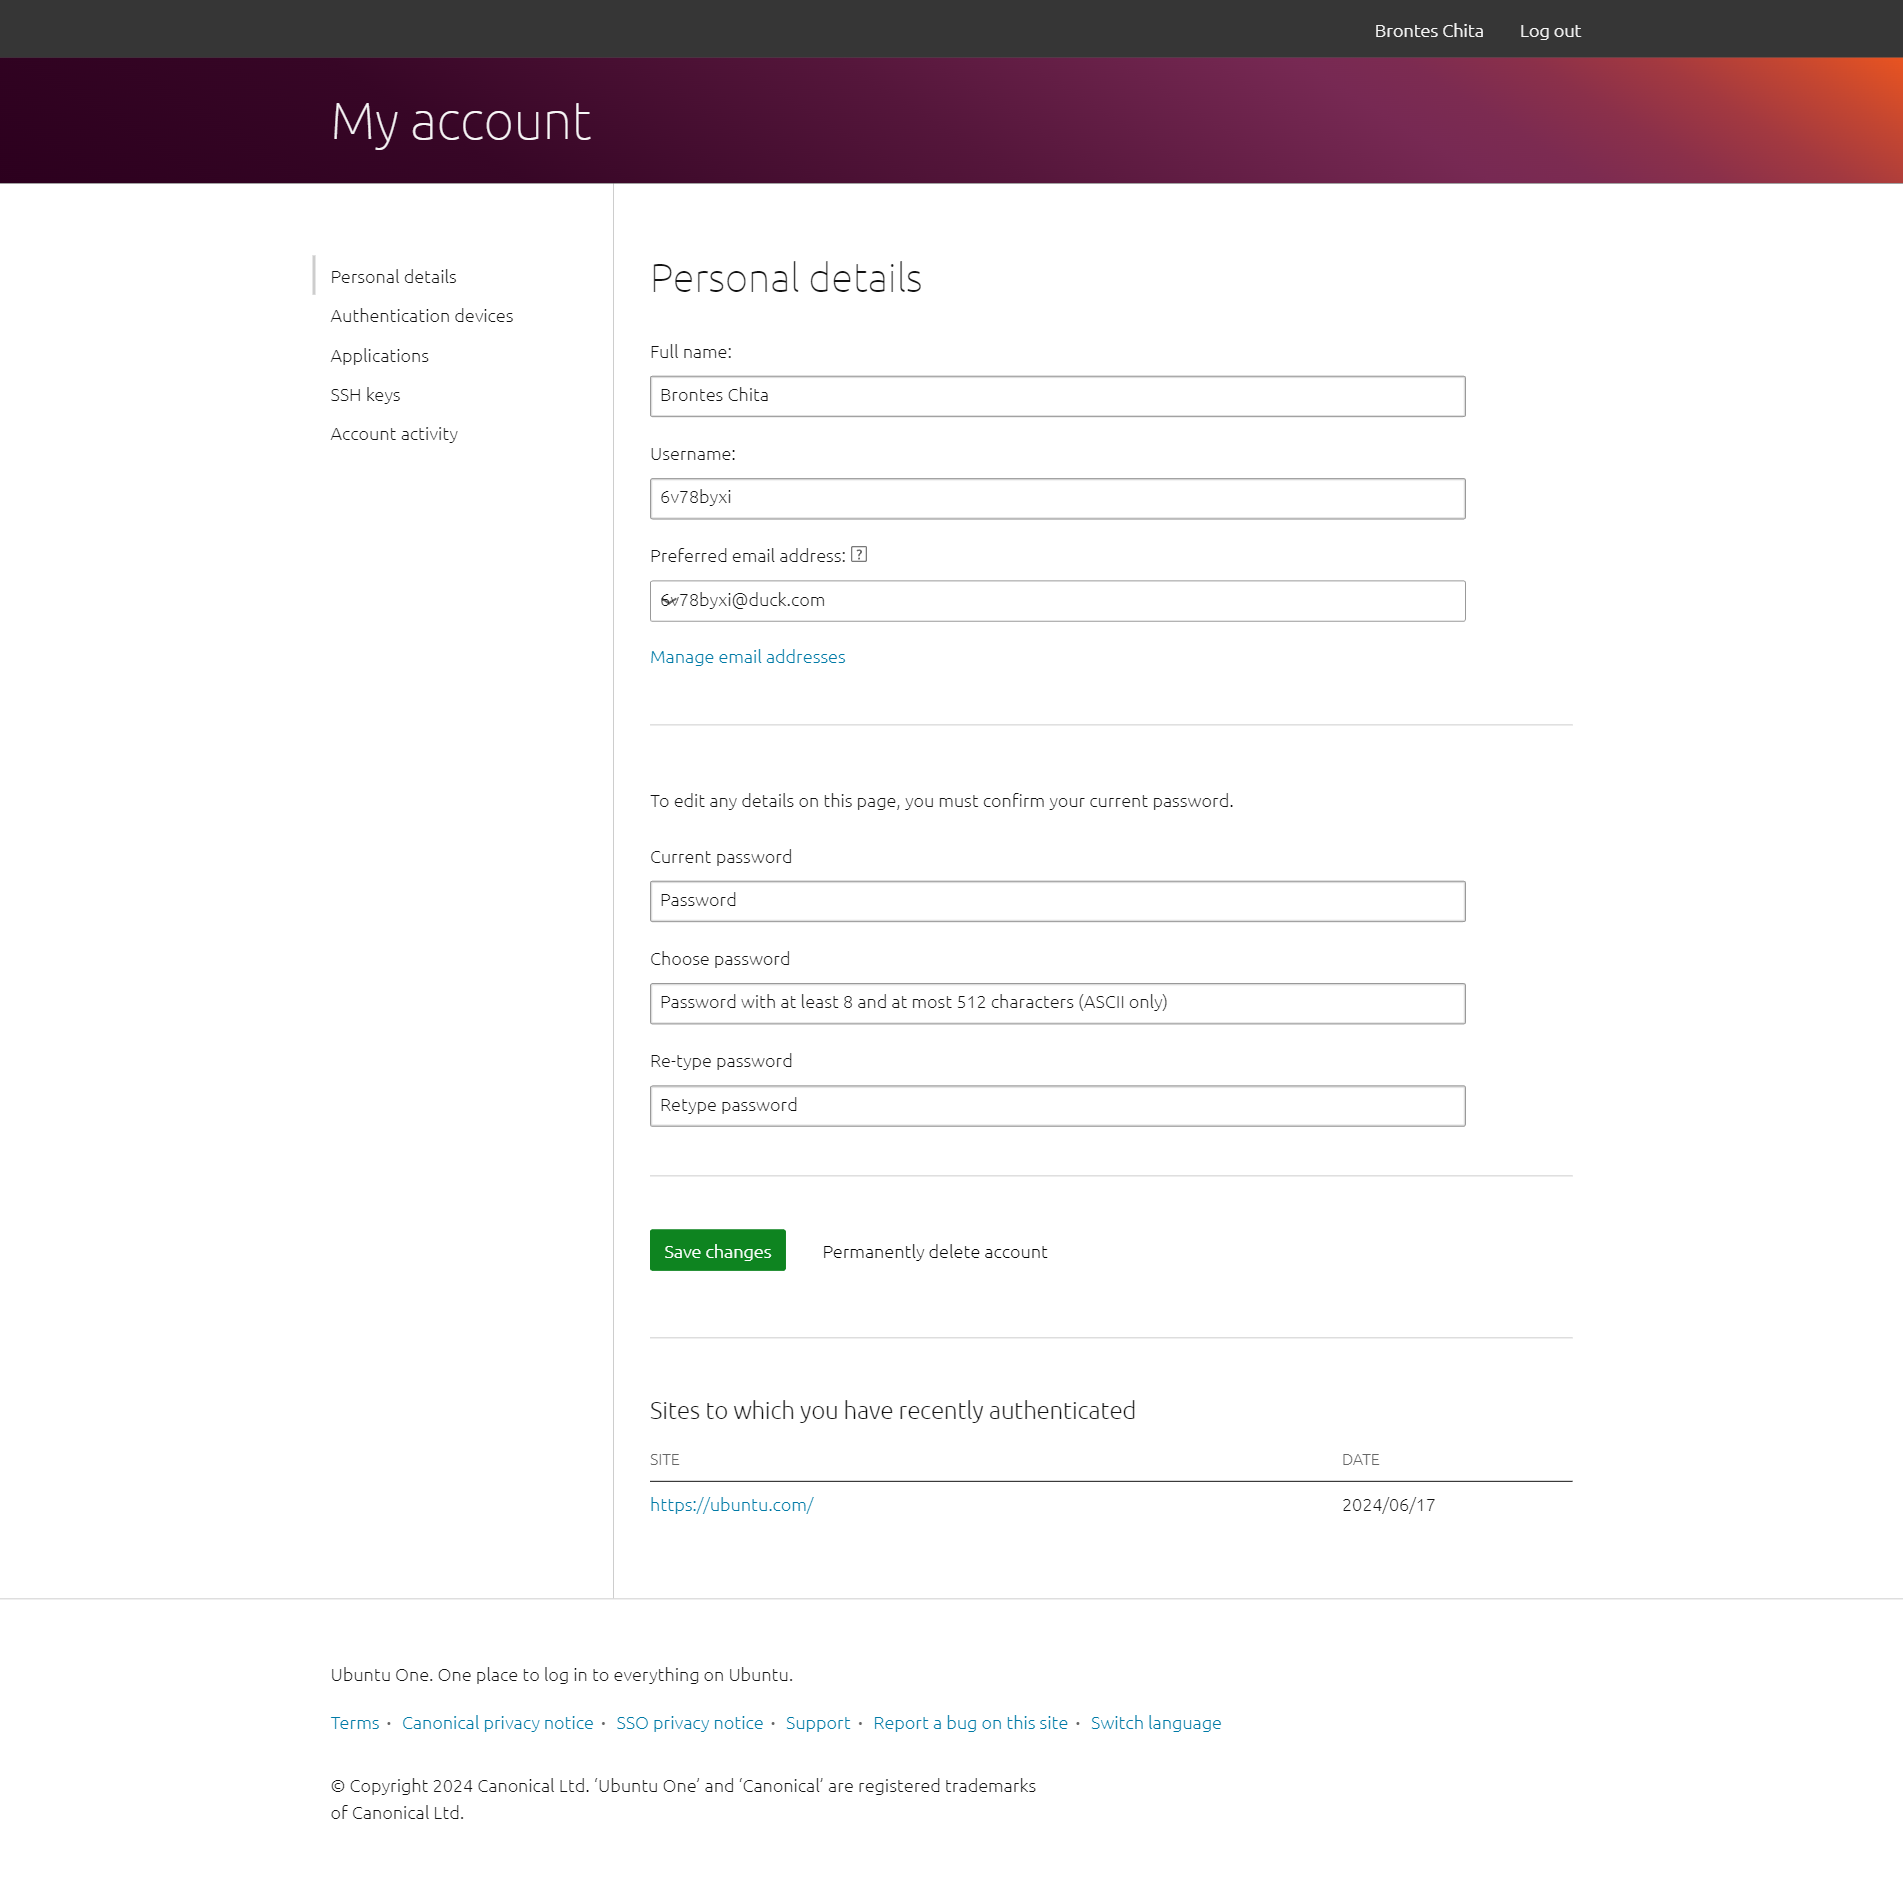 Brontes Chita Log out
My account
Personal details
Authentication devices
Applications
SSH keys
Account activity
Personal details
Full name:
Brontes Chita
Username:
6v78byxi
Preferred email address: ?
6v78byxi@duck.com
Manage email addresses
To edit any details on this page, you must confirm your current password.
Current password
Password
Choose password
Password with at least 8 and at most 512 characters (ASCII only)
Re-type password
Retype password
Save changes Permanently delete account
Sites to which you have recently authenticated
SITE DATE
https://ubuntu.com/ 2024/06/17
Ubuntu One. One place to log in to everything on Ubuntu.
Terms · Canonical privacy notice · SSO privacy notice · Support · Report a bug on this site · Switch language
© Copyright 2024 Canonical Ltd. ‘Ubuntu One’ and ‘Canonical’ are registered trademarks
of Canonical Ltd.